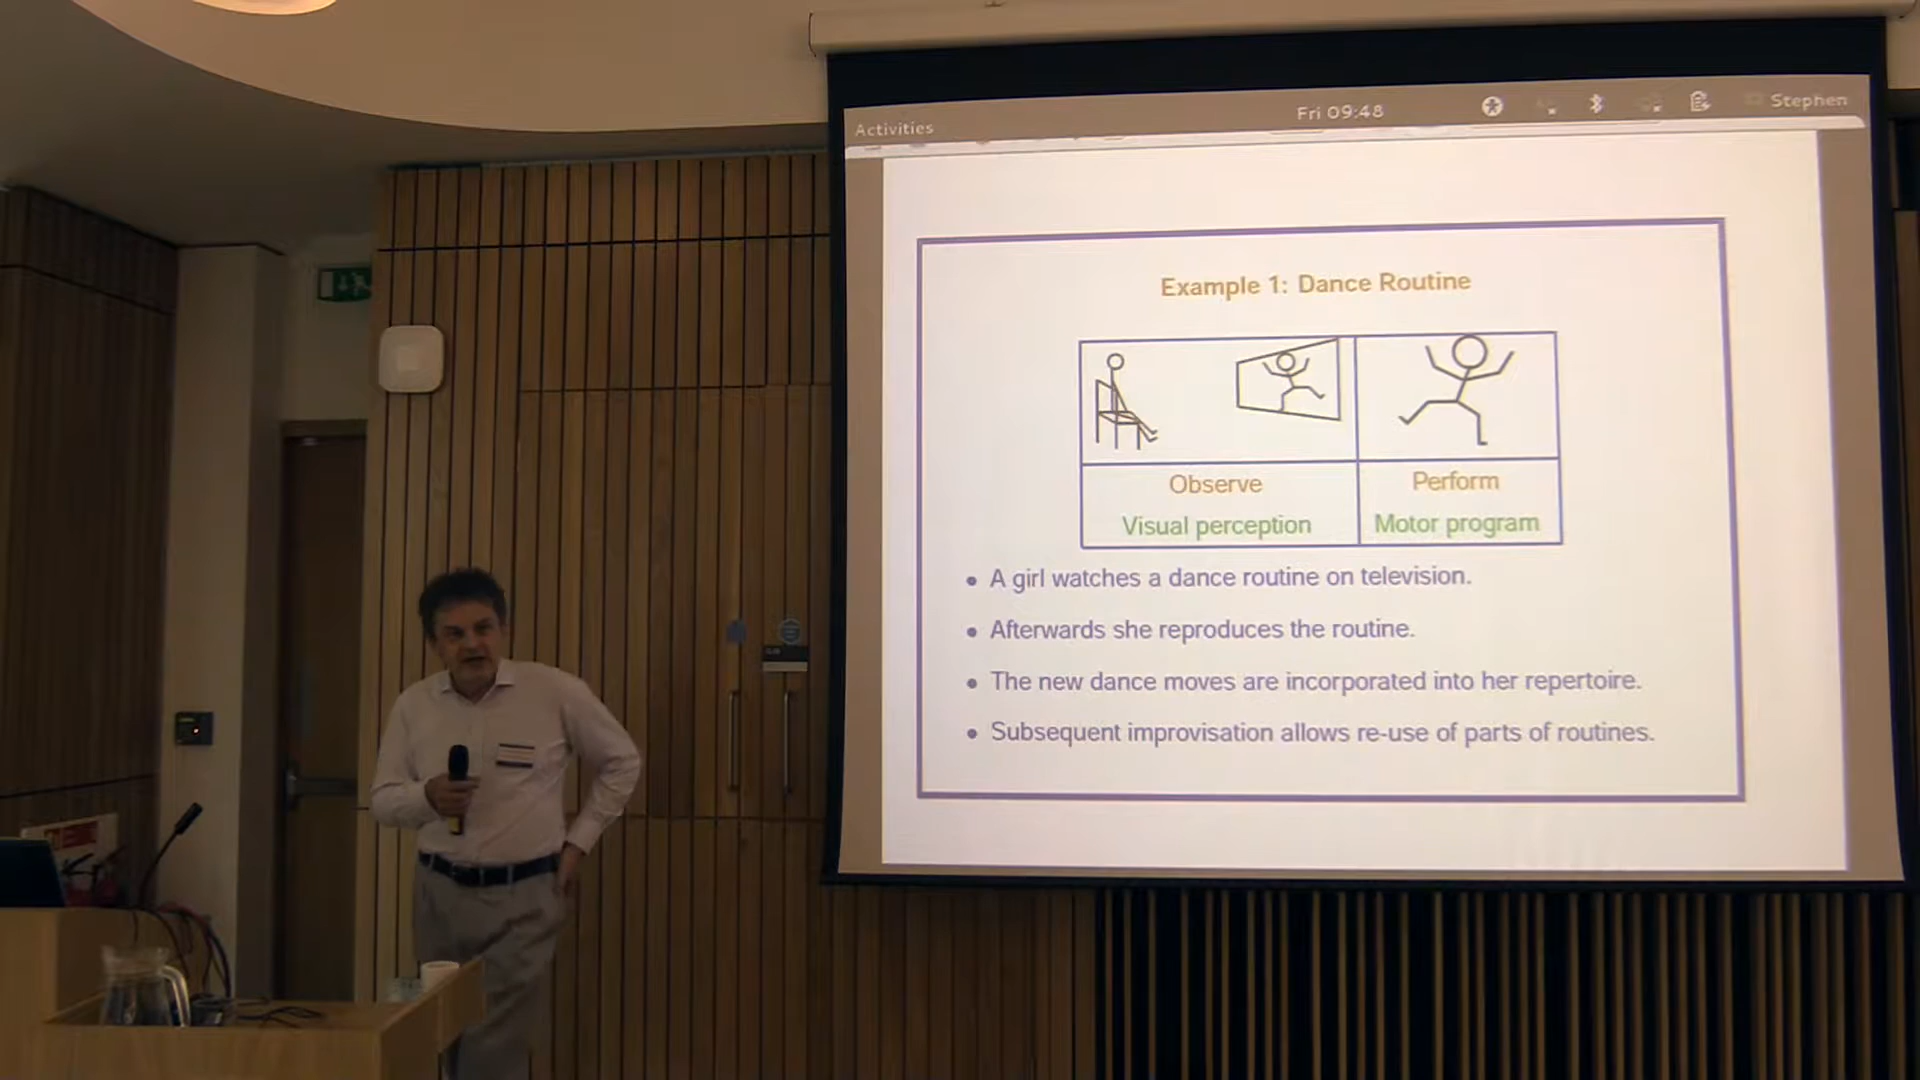 Activities
Fri 09:48
Stephen
Example 1: Dance Routine
Observe
Perform
Visual perception
Motor program
• A girl watches a dance routine on television.
• Afterwards she reproduces the routine.
• The new dance moves are incorporated into her repertoire.
• Subsequent improvisation allows re-use of parts of routines.